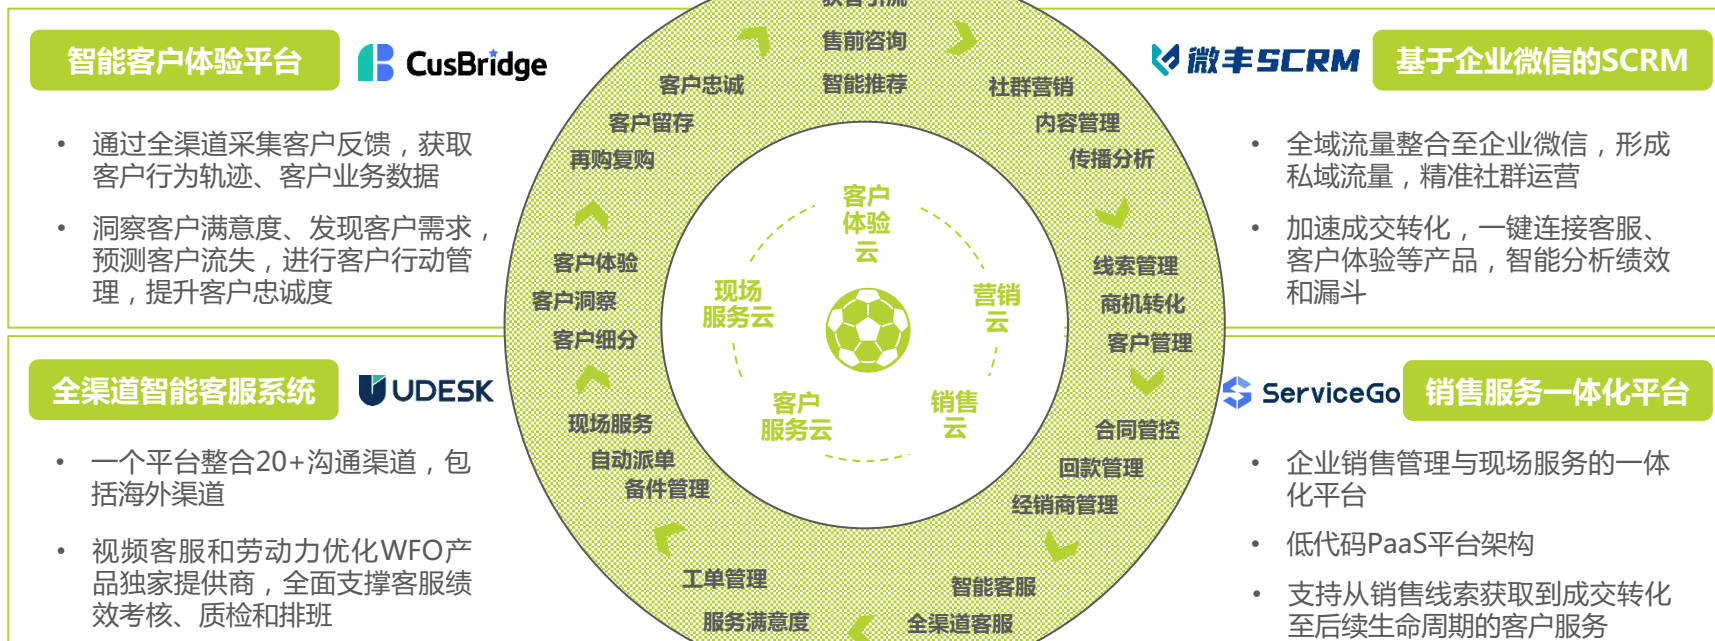 智能客户体验平台
CusBridge
• 通过全渠道采集客户反馈，获取
客户行为轨迹、客户业务数据
• 洞察客户满意度、发现客户需求，
预测客户流失，进行客户行动管
理，提升客户忠诚度
全渠道智能客服系统
UDESK
• 一个平台整合20+沟通渠道，包
括海外渠道
• 视频客服和劳动力优化WFO产
品独家提供商，全面支撑客服绩
效考核、质检和排班
获客引流
售前咨询
智能推荐
社群营销
内容管理
传播分析
线索管理
商机转化
客户管理
合同管控
回款管理
经销商管理
智能客服
全渠道客服
服务满意度
工单管理
备件管理
自动派单
现场服务
客户细分
客户洞察
客户体验
再购复购
客户留存
客户忠诚
客户
体验
云
营销
云
销售
云
客户
服务云
现场
服务云
微丰SCRM
基于企业微信的SCRM
• 全域流量整合至企业微信，形成
私域流量，精准社群运营
• 加速成交转化，一键连接客服、
客户体验等产品，智能分析绩效
和漏斗
ServiceGo
销售服务一体化平台
• 企业销售管理与现场服务的一体
化平台
• 低代码PaaS平台架构
• 支持从销售线索获取到成交转化
至后续生命周期的客户服务